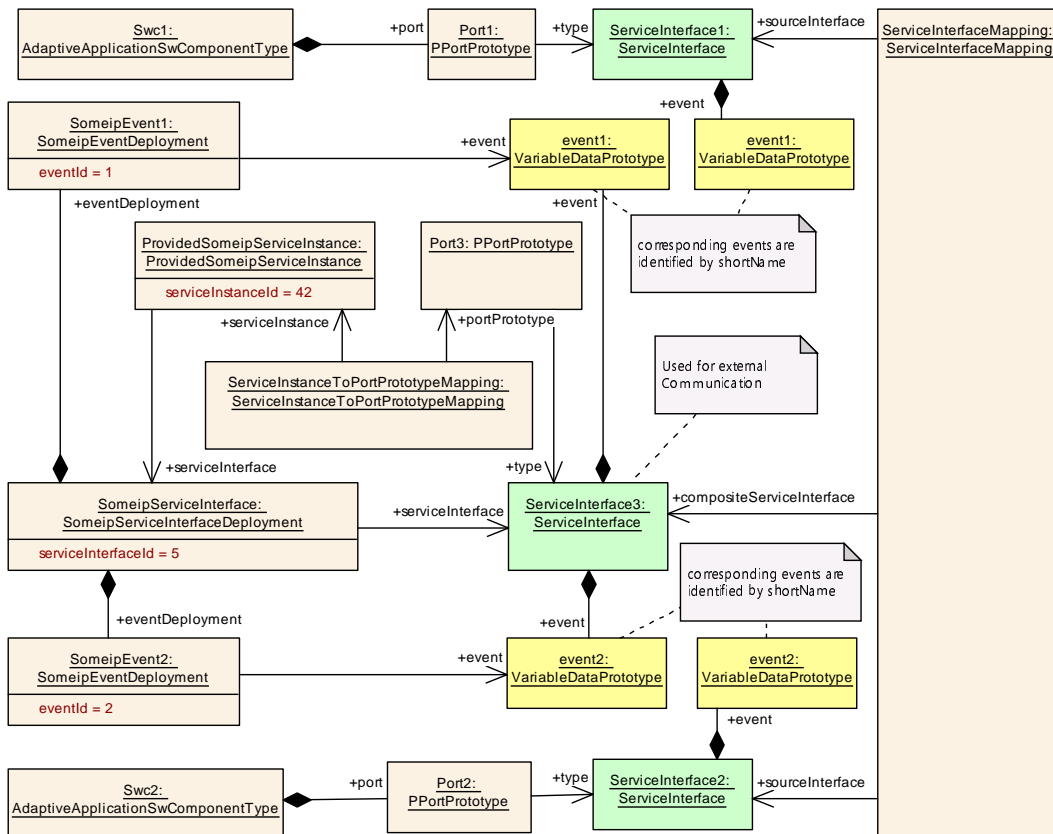 Swc1:
AdaptiveApplicationSwComponentType
+port
Port1:
PPortPrototype
+type
ServiceInterface1:
ServiceInterface
+sourceInterface
ServiceInterfaceMapping:
ServiceInterfaceMapping
+event
SomeipEvent1:
SomeipEventDeployment
eventId = 1
+event
event1:
VariableDataPrototype
event1:
VariableDataPrototype
+eventDeployment
+event
corresponding events are
identified by shortName
ProvidedSomeipServiceInstance:
ProvidedSomeipServiceInstance
serviceInstanceId = 42
Port3: PPortPrototype
+serviceInstance
+portPrototype
ServiceInstanceToPortPrototypeMapping:
ServiceInstanceToPortPrototypeMapping
Used for external
Communication
+serviceInterface
+type
SomeipServiceInterface:
SomeipServiceInterfaceDeployment
serviceInterfaceId = 5
+serviceInterface
ServiceInterface3:
ServiceInterface
+compositeServiceInterface
corresponding events are
identified by shortName
+eventDeployment
+event
SomeipEvent2:
SomeipEventDeployment
eventId = 2
+event
event2:
VariableDataPrototype
event2:
VariableDataPrototype
+event
Swc2:
AdaptiveApplicationSwComponentType
+port
Port2:
PPortPrototype
+type
ServiceInterface2:
ServiceInterface
+sourceInterface